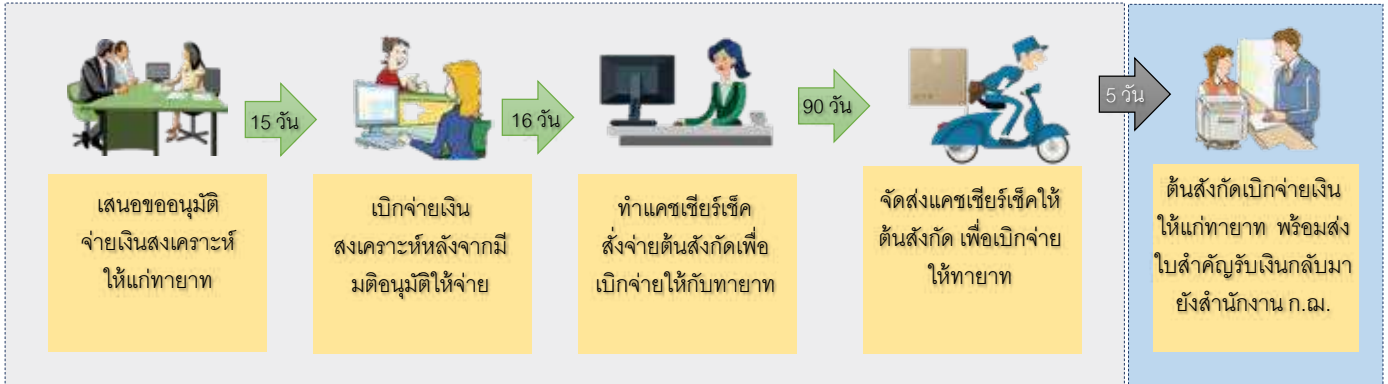 15 วัน
16 วัน
90 วัน
5 วัน
เสนอขออนุมัติ
จ่ายเงินสงเคราะห์
ให้แก่ทายาท
เบิกจ่ายเงิน
สงเคราะห์หลังจากมี
มติอนุมัติให้จ่าย
ทำแคชเชียร์เช็ค
สั่งจ่ายต้นสังกัดเพื่อ
เบิกจ่ายให้กับทายาท
จัดส่งแคชเชียร์เช็คให้
ต้นสังกัด เพื่อเบิกจ่าย
ให้ทายาท
ต้นสังกัดเบิกจ่ายเงิน
ให้แก่ทายาท พร้อมส่ง
ใบสำคัญรับเงินกลับมา
ยังสำนักงาน ก.ฌ.